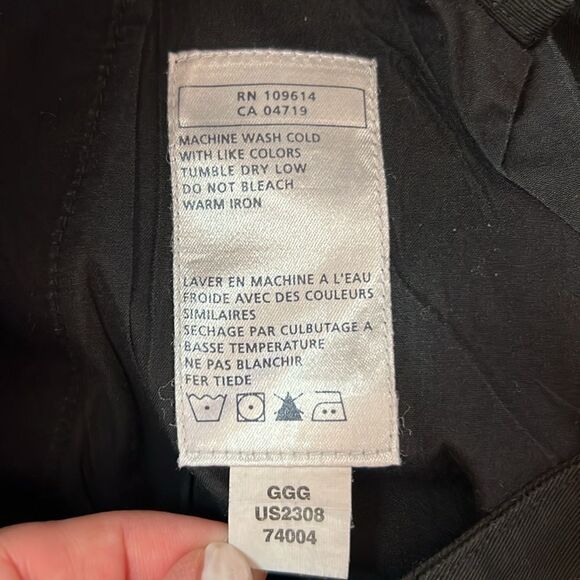 RN 109614
CA 04719
MACHINE WASH COLD
WITH LIKE COLORS
TUMBLE DRY LOW
DO NOT BLEACH
WARM IRON
LAVER EN MACHINE A L'EAU
FROIDE AVEC DES COULEURS
SIMILAIRES
SECHAGE PAR CULBUTAGE A
BASSE TEMPERATURE
NE PAS BLANCHIR
FER TIEDE
GGG
US2308
74004